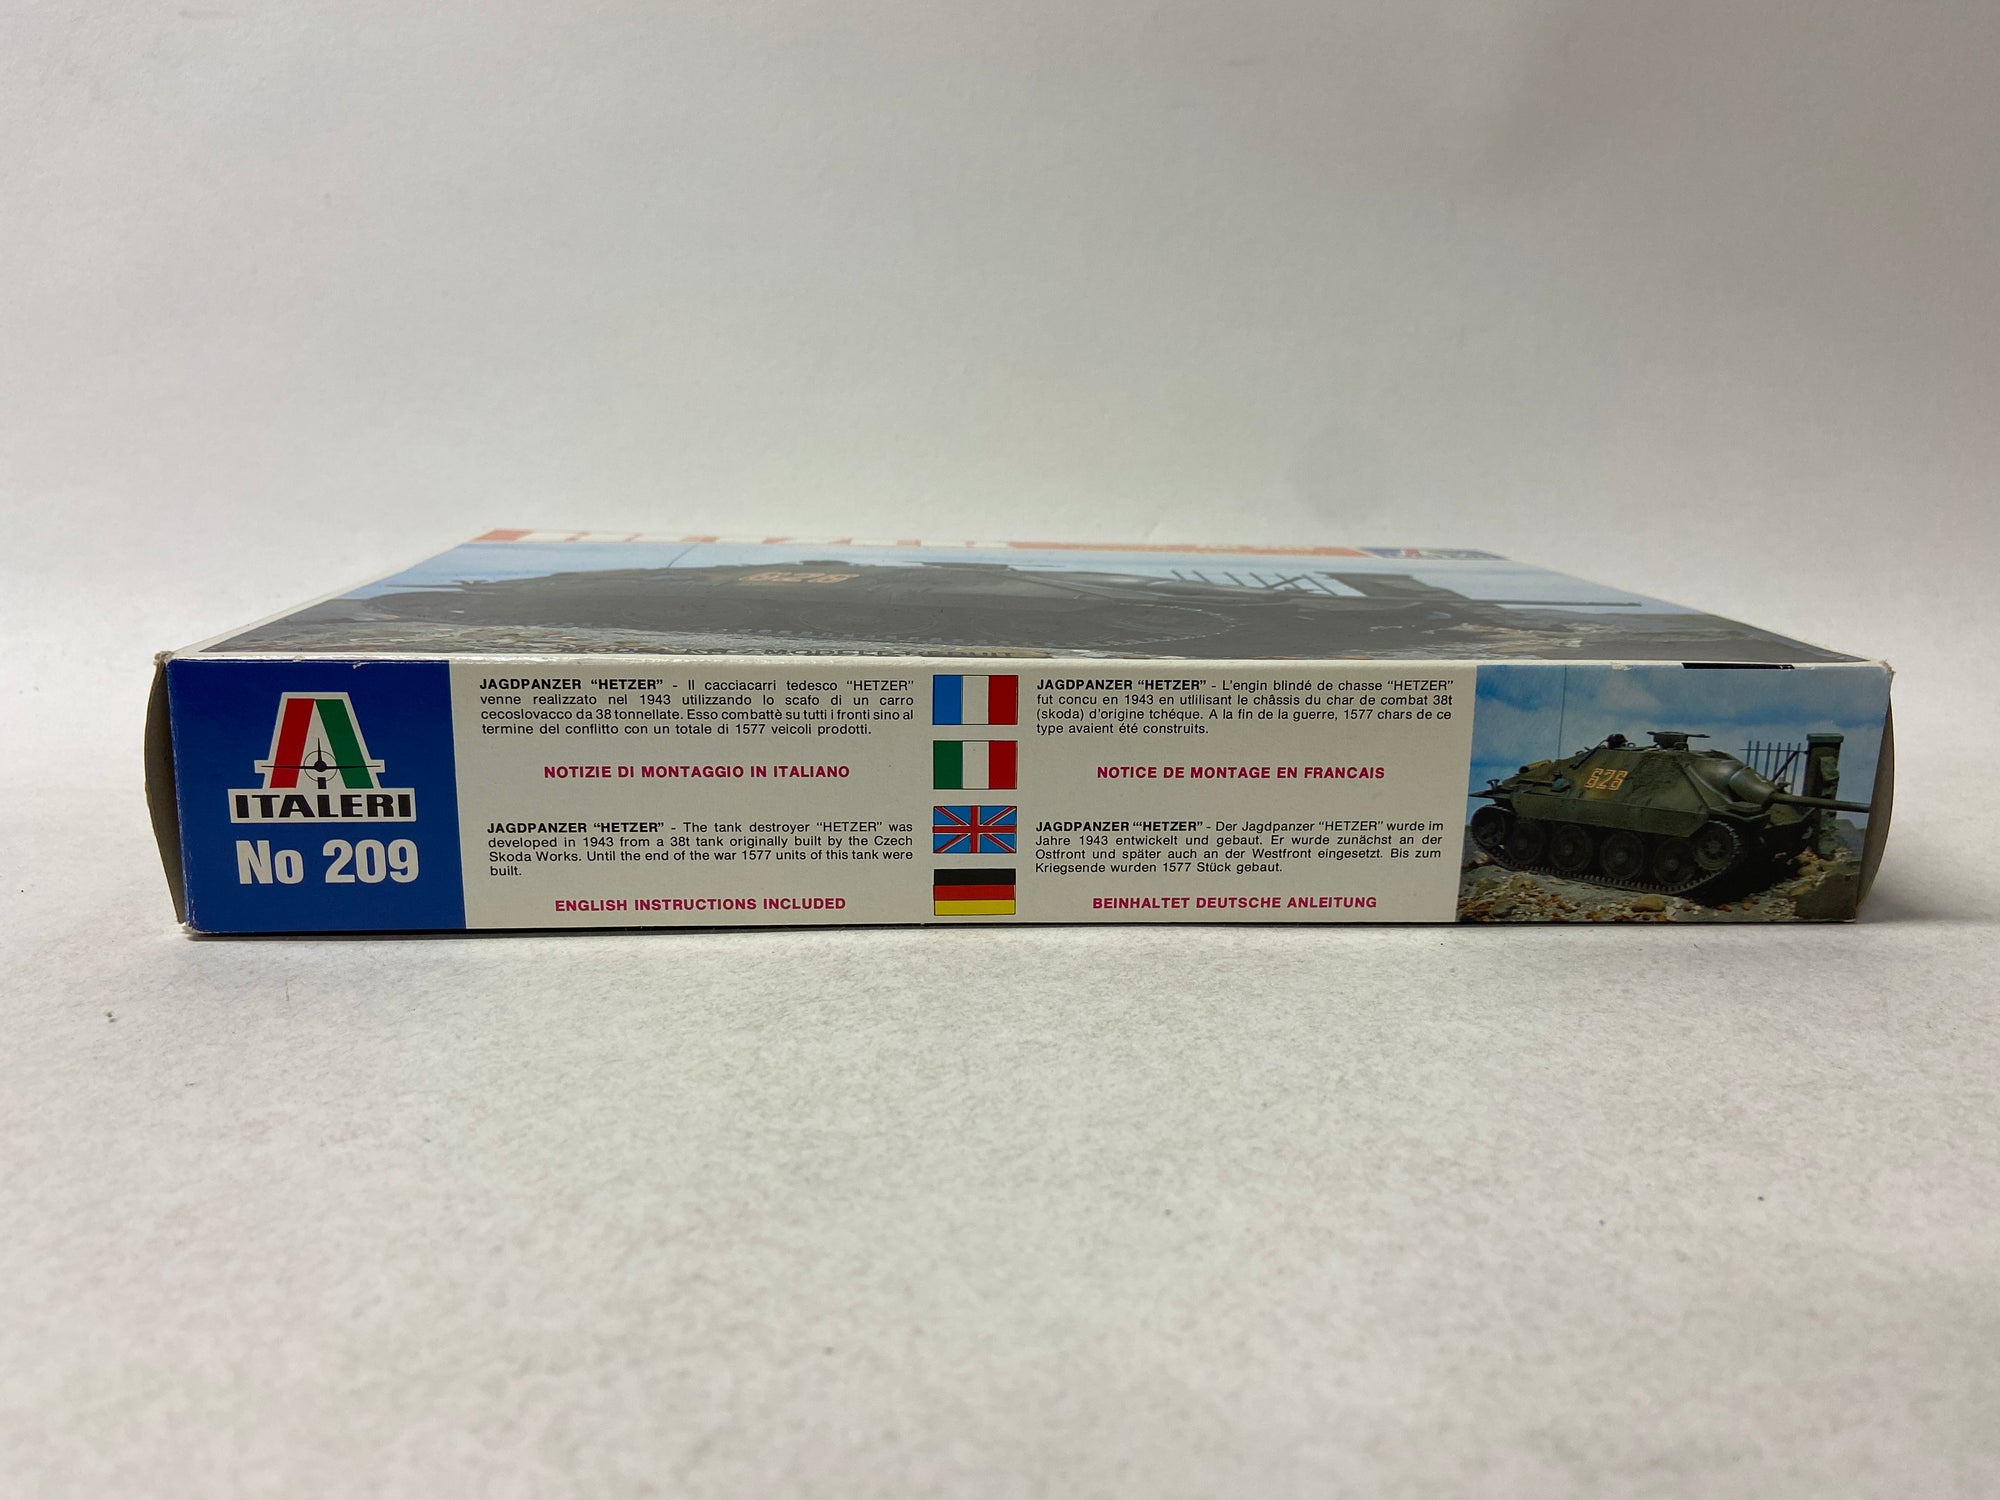 626
ITALERI
No 209
JAGDPANZER “HETZER” - Il cacciacarri tedesco “HETZER”
venne realizzato nel 1943 utilizzando lo scafo di un carro
cecoslovacco da 38 tonnellate. Esso combattè su tutti i fronti sino al
termine del conflitto con un totale di 1577 veicoli prodotti.
NOTIZIE DI MONTAGGIO IN ITALIANO
JAGDPANZER “HETZER” - The tank destroyer “HETZER” was
developed in 1943 from a 38t tank originally built by the Czech
Skoda Works. Until the end of the war 1577 units of this tank were
built.
ENGLISH INSTRUCTIONS INCLUDED
JAGDPANZER “HETZER” - L’engin blindé de chasse “HETZER”
fut concu en 1943 en utlilisant le châssis du char de combat 38t
(skoda) d’origine tchéque. A la fin de la guerre, 1577 chars de ce
type avaient été construits.
NOTICE DE MONTAGE EN FRANCAIS
JAGDPANZER “‘HETZER” - Der Jagdpanzer “HETZER” wurde im
Jahre 1943 entwickelt und gebaut. Er wurde zunächst an der
Ostfront und später auch an der Westfront eingesetzt. Bis zum
Kriegsende wurden 1577 Stück gebaut.
BEINHALTET DEUTSCHE ANLEITUNG
626